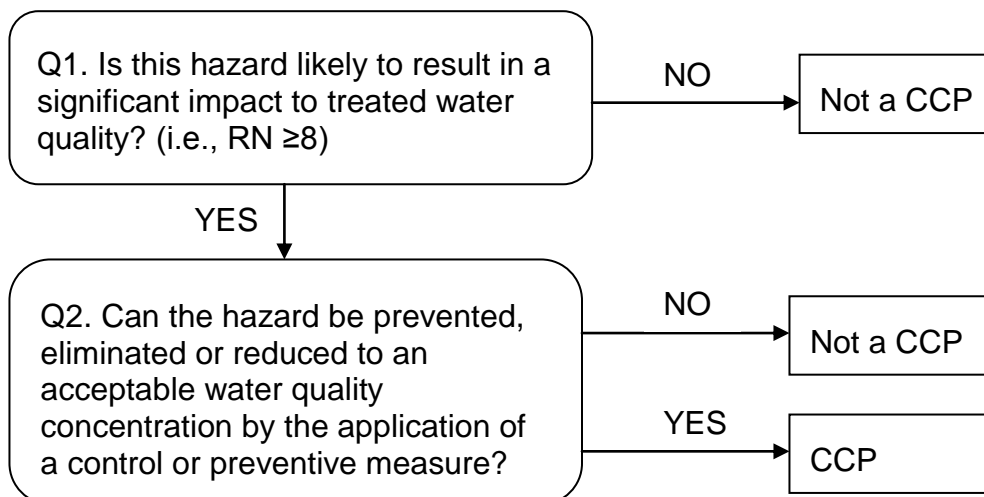 Q1. Is this hazard likely to result in a
significant impact to treated water
quality? (i.e., RN ≥8)
NO
Not a CCP
YES
Q2. Can the hazard be prevented,
eliminated or reduced to an
acceptable water quality
concentration by the application of
a control or preventive measure?
NO
Not a CCP
YES
CCP